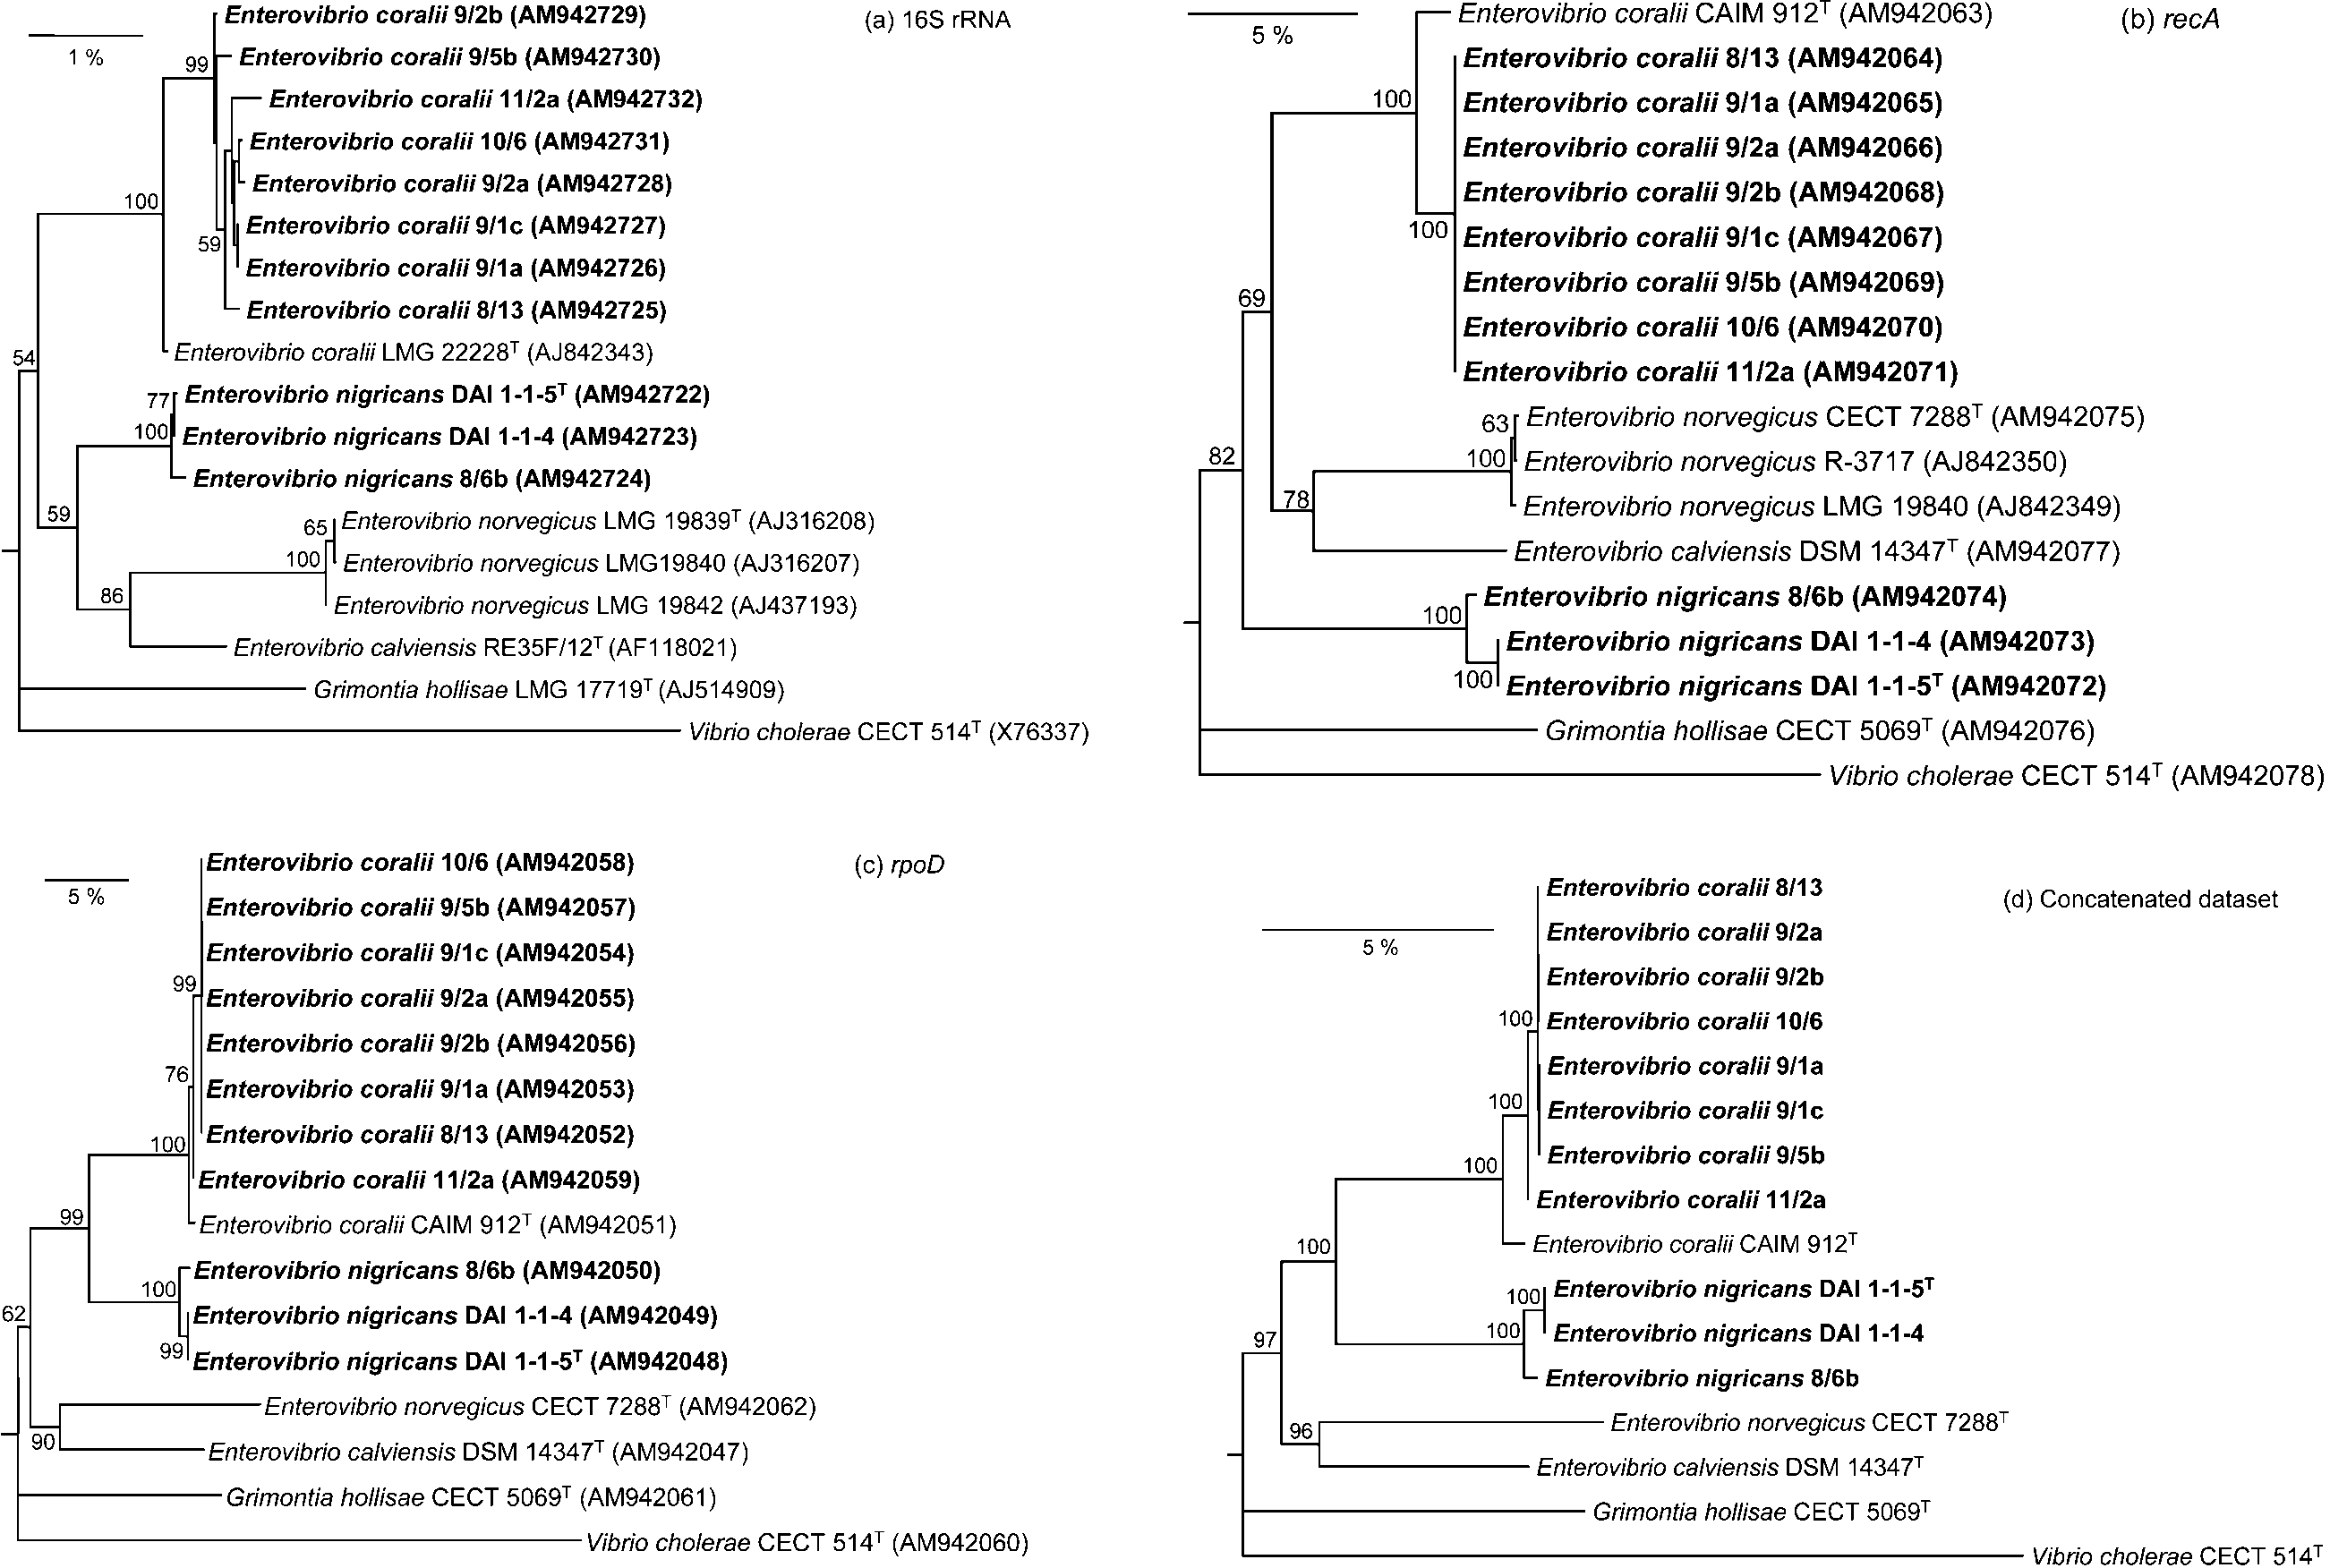 (a) 16S rRNA
1 %
Enterovibrio coralii 9/2b (AM942729)
Enterovibrio coralii 9/5b (AM942730)
99
Enterovibrio coralii 11/2a (AM942732)
Enterovibrio coralii 10/6 (AM942731)
Enterovibrio coralii 9/2a (AM942728)
100
Enterovibrio coralii 9/1c (AM942727)
59
Enterovibrio coralii 9/1a (AM942726)
Enterovibrio coralii 8/13 (AM942725)
Enterovibrio coralii LMG 22228ᵀ (AJ842343)
54
Enterovibrio nigricans DAI 1-1-5ᵀ (AM942722)
77
100
Enterovibrio nigricans DAI 1-1-4 (AM942723)
Enterovibrio nigricans 8/6b (AM942724)
59
Enterovibrio norvegicus LMG 19839ᵀ (AJ316208)
65
100
Enterovibrio norvegicus LMG19840 (AJ316207)
86
Enterovibrio norvegicus LMG 19842 (AJ437193)
Enterovibrio calviensis RE35F/12ᵀ (AF118021)
Grimontia hollisae LMG 17719ᵀ (AJ514909)
Vibrio cholerae CECT 514ᵀ (X76337)
(b) recA
5 %
Enterovibrio coralii CAIM 912ᵀ (AM942063)
Enterovibrio coralii 8/13 (AM942064)
100
Enterovibrio coralii 9/1a (AM942065)
Enterovibrio coralii 9/2a (AM942066)
Enterovibrio coralii 9/2b (AM942068)
100
Enterovibrio coralii 9/1c (AM942067)
Enterovibrio coralii 9/5b (AM942069)
69
Enterovibrio coralii 10/6 (AM942070)
Enterovibrio coralii 11/2a (AM942071)
Enterovibrio norvegicus CECT 7288ᵀ (AM942075)
63
82
100
Enterovibrio norvegicus R-3717 (AJ842350)
78
Enterovibrio norvegicus LMG 19840 (AJ842349)
Enterovibrio calviensis DSM 14347ᵀ (AM942077)
Enterovibrio nigricans 8/6b (AM942074)
100
Enterovibrio nigricans DAI 1-1-4 (AM942073)
100
Enterovibrio nigricans DAI 1-1-5ᵀ (AM942072)
Grimontia hollisae CECT 5069ᵀ (AM942076)
Vibrio cholerae CECT 514ᵀ (AM942078)
(c) rpoD
5 %
Enterovibrio coralii 10/6 (AM942058)
Enterovibrio coralii 9/5b (AM942057)
Enterovibrio coralii 9/1c (AM942054)
99
Enterovibrio coralii 9/2a (AM942055)
Enterovibrio coralii 9/2b (AM942056)
76
Enterovibrio coralii 9/1a (AM942053)
Enterovibrio coralii 8/13 (AM942052)
100
Enterovibrio coralii 11/2a (AM942059)
99
Enterovibrio coralii CAIM 912ᵀ (AM942051)
Enterovibrio nigricans 8/6b (AM942050)
100
62
Enterovibrio nigricans DAI 1-1-4 (AM942049)
99
Enterovibrio nigricans DAI 1-1-5ᵀ (AM942048)
Enterovibrio norvegicus CECT 7288ᵀ (AM942062)
90
Enterovibrio calviensis DSM 14347ᵀ (AM942047)
Grimontia hollisae CECT 5069ᵀ (AM942061)
Vibrio cholerae CECT 514ᵀ (AM942060)
(d) Concatenated dataset
5 %
Enterovibrio coralii 8/13
Enterovibrio coralii 9/2a
Enterovibrio coralii 9/2b
100
Enterovibrio coralii 10/6
Enterovibrio coralii 9/1a
100
Enterovibrio coralii 9/1c
Enterovibrio coralii 9/5b
100
Enterovibrio coralii 11/2a
100
Enterovibrio coralii CAIM 912ᵀ
Enterovibrio nigricans DAI 1-1-5ᵀ
100
100
Enterovibrio nigricans DAI 1-1-4
97
Enterovibrio nigricans 8/6b
Enterovibrio norvegicus CECT 7288ᵀ
96
Enterovibrio calviensis DSM 14347ᵀ
Grimontia hollisae CECT 5069ᵀ
Vibrio cholerae CECT 514ᵀ